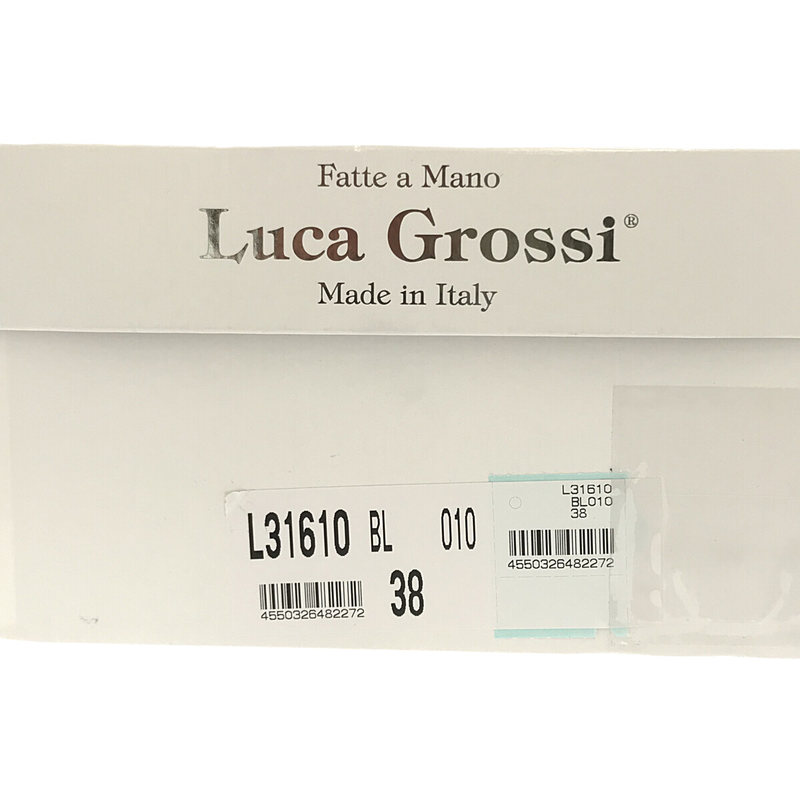 Fatte a Mano
Luca Grossi®
Made in Italy
L31610 BL 010
38
4550326482272
L31610
BL010
38
4550326482272